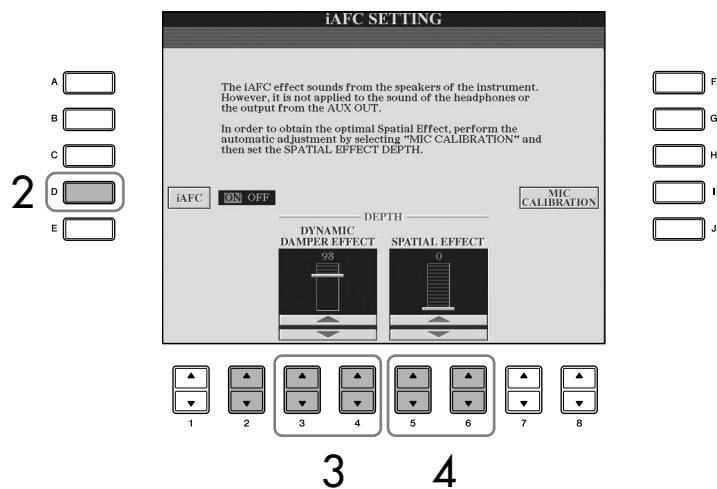 iAFC SETTING
The iAFC effect sounds from the speakers of the instrument.
However, it is not applied to the sound of the headphones or
the output from the AUX OUT.
In order to obtain the optimal Spatial Effect, perform the
automatic adjustment by selecting "MIC CALIBRATION" and
then set the SPATIAL EFFECT DEPTH.
A
B
C
2 D
E
F
G
H
I
J
iAFC ON OFF
MIC
CALIBRATION
DEPTH
DYNAMIC
DAMPER EFFECT
SPATIAL EFFECT
98 0
1 2 3 4 5 6 7 8
3 4